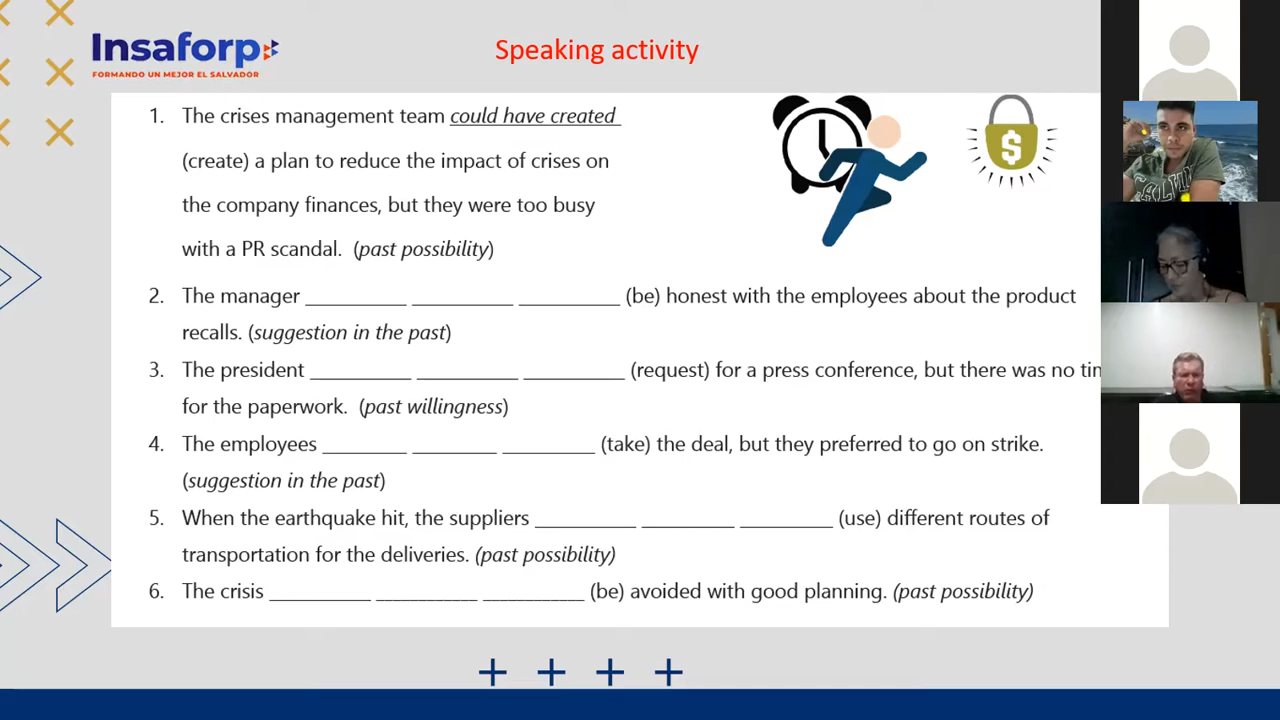 Insaforp
FORMANDO UN MEJOR EL SALVADOR
Speaking activity
1. The crises management team could have created
(create) a plan to reduce the impact of crises on
the company finances, but they were too busy
with a PR scandal. (past possibility)
$
2. The manager __________ __________ __________ (be) honest with the employees about the product
recalls. (suggestion in the past)
3. The president __________ __________ __________ (request) for a press conference, but there was no
for the paperwork. (past willingness)
4. The employees ________ ________ _________ (take) the deal, but they preferred to go on strike.
(suggestion in the past)
5. When the earthquake hit, the suppliers __________ _________ _________ (use) different routes of
transportation for the deliveries. (past possibility)
6. The crisis __________ __________ __________ (be) avoided with good planning. (past possibility)